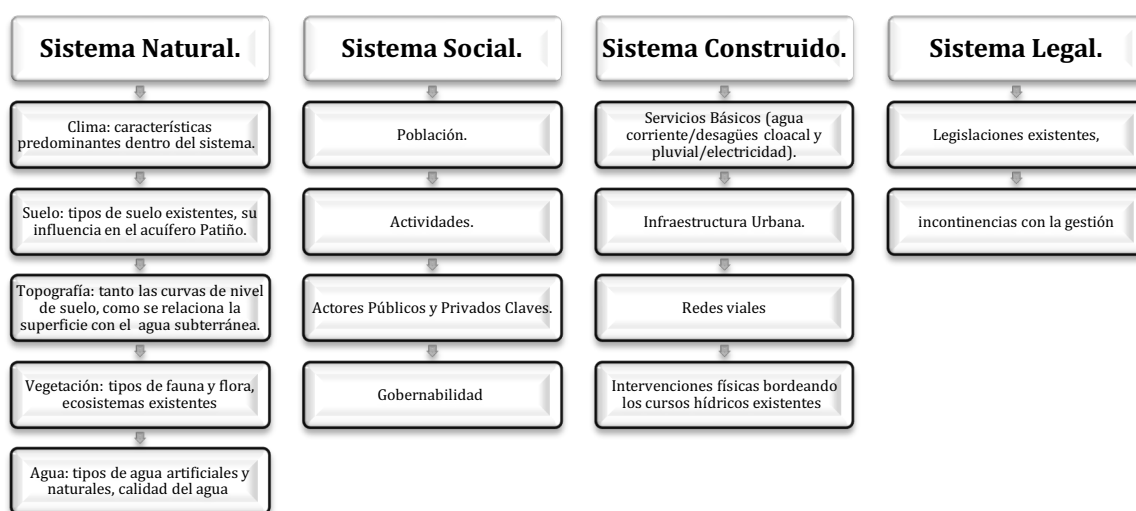 Sistema Natural.
Clima: características
predominantes dentro del sistema.
Suelo: tipos de suelo existentes, su
influencia en el acuífero Patiño.
Topografía: tanto las curvas de nivel
de suelo, como se relaciona la
superficie con el agua subterránea.
Vegetación: tipos de fauna y flora,
ecosistemas existentes
Agua: tipos de agua artificiales y
naturales, calidad del agua
Sistema Social.
Población.
Actividades.
Actores Públicos y Privados Claves.
Gobernabilidad
Sistema Construido.
Servicios Básicos (agua
corriente/desagües cloacal y
pluvial/electricidad).
Infraestructura Urbana.
Redes viales
Intervenciones físicas bordeando
los cursos hídricos existentes
Sistema Legal.
Legislaciones existentes,
incontinencias con la gestión